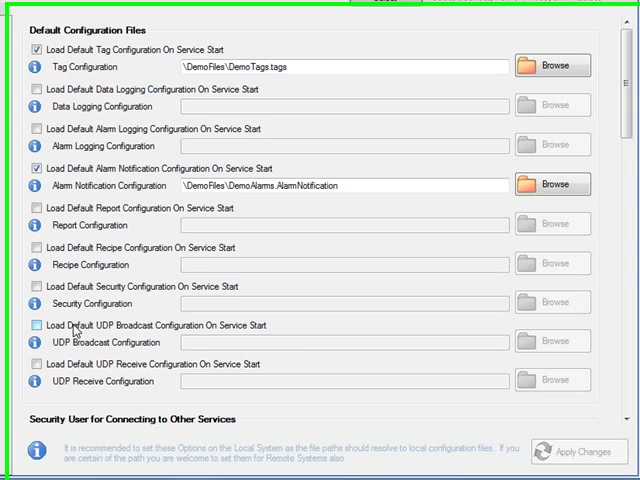 Default Configuration Files
Load Default Tag Configuration On Service Start
Tag Configuration
\DemoFiles\DemoTags.tags
Browse
Load Default Data Logging Configuration On Service Start
Data Logging Configuration
Browse
Load Default Alarm Logging Configuration On Service Start
Alarm Logging Configuration
Browse
Load Default Alarm Notification Configuration On Service Start
Alarm Notification Configuration
\DemoFiles\DemoAlarms.AlarmNotification
Browse
Load Default Report Configuration On Service Start
Report Configuration
Browse
Load Default Recipe Configuration On Service Start
Recipe Configuration
Browse
Load Default Security Configuration On Service Start
Security Configuration
Browse
Load Default UDP Broadcast Configuration On Service Start
UDP Broadcast Configuration
Browse
Load Default UDP Receive Configuration On Service Start
UDP Receive Configuration
Browse
Security User for Connecting to Other Services
It is recommended to set these Options on the Local System as the file paths should resolve to local configuration files. If you
are certain of the path you are welcome to set them for Remote Systems also.
Apply Changes